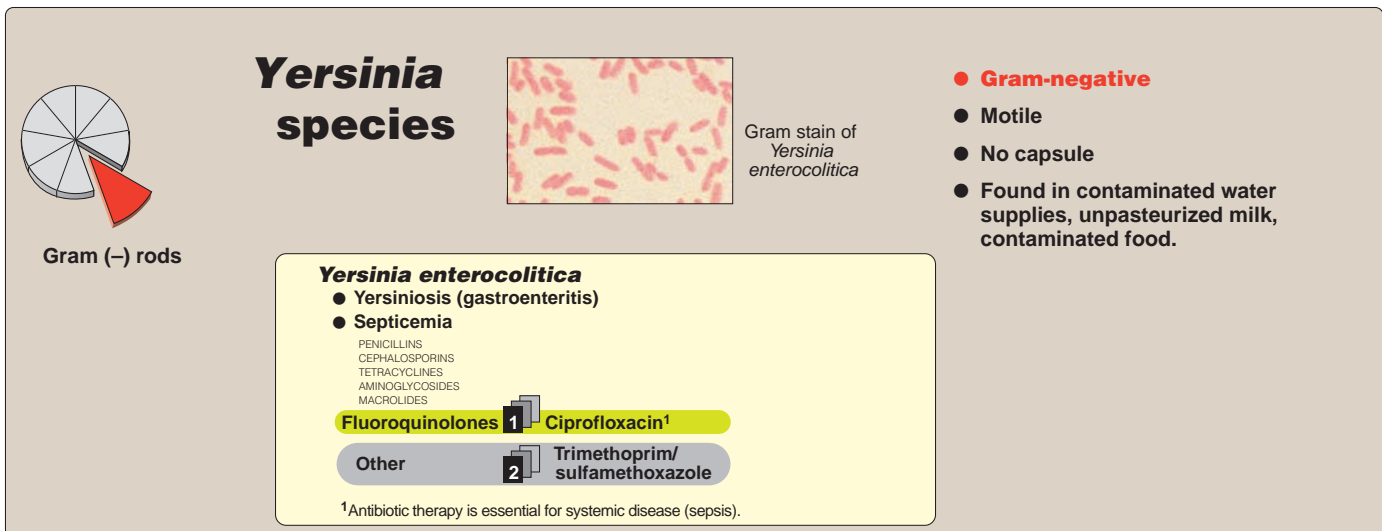 Yersinia
species
Gram (–) rods
Gram stain of
Yersinia
enterocolitica
● Gram-negative
● Motile
● No capsule
● Found in contaminated water
supplies, unpasteurized milk,
contaminated food.
Yersinia enterocolitica
● Yersiniosis (gastroenteritis)
● Septicemia
PENICILLINS
CEPHALOSPORINS
TETRACYCLINES
AMINOGLYCOSIDES
MACROLIDES
Fluoroquinolones 1 Ciprofloxacin¹
Other 2 Trimethoprim/
sulfamethoxazole
¹Antibiotic therapy is essential for systemic disease (sepsis).